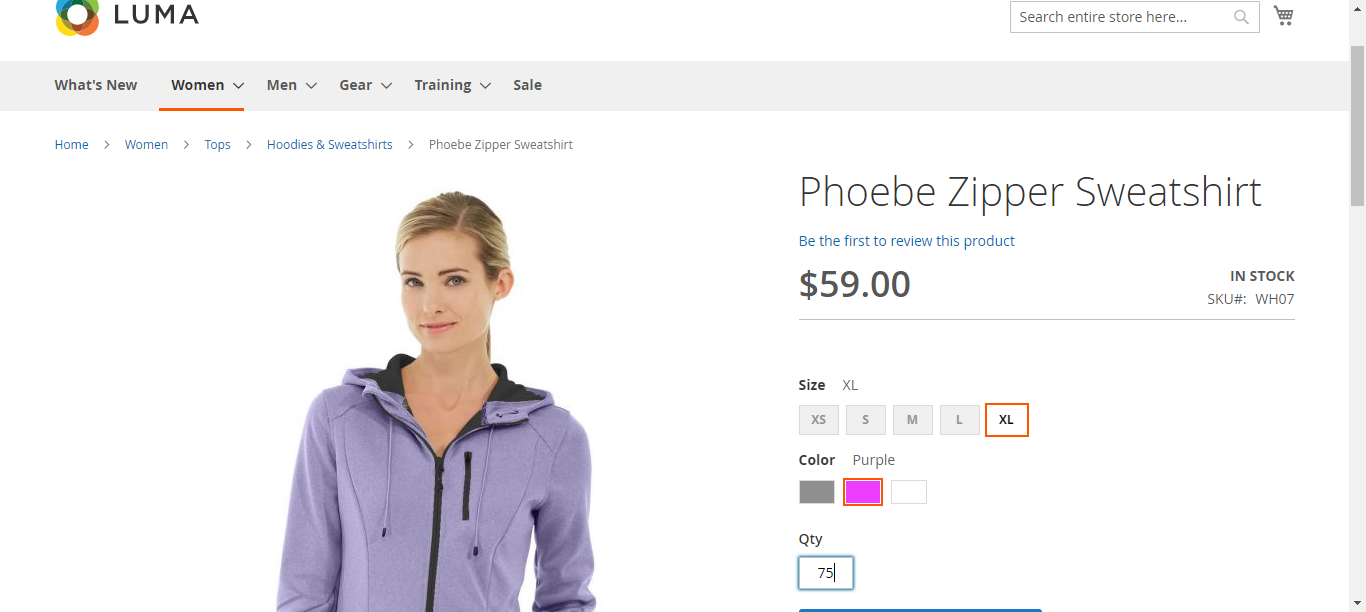 LUMA
Search entire store here...
What's New Women Men Gear Training Sale
Home > Women > Tops > Hoodies & Sweatshirts > Phoebe Zipper Sweatshirt
Phoebe Zipper Sweatshirt
Be the first to review this product
$59.00
IN STOCK
SKU#: WH07
Size XL
XS S M L XL
Color Purple
Qty
75